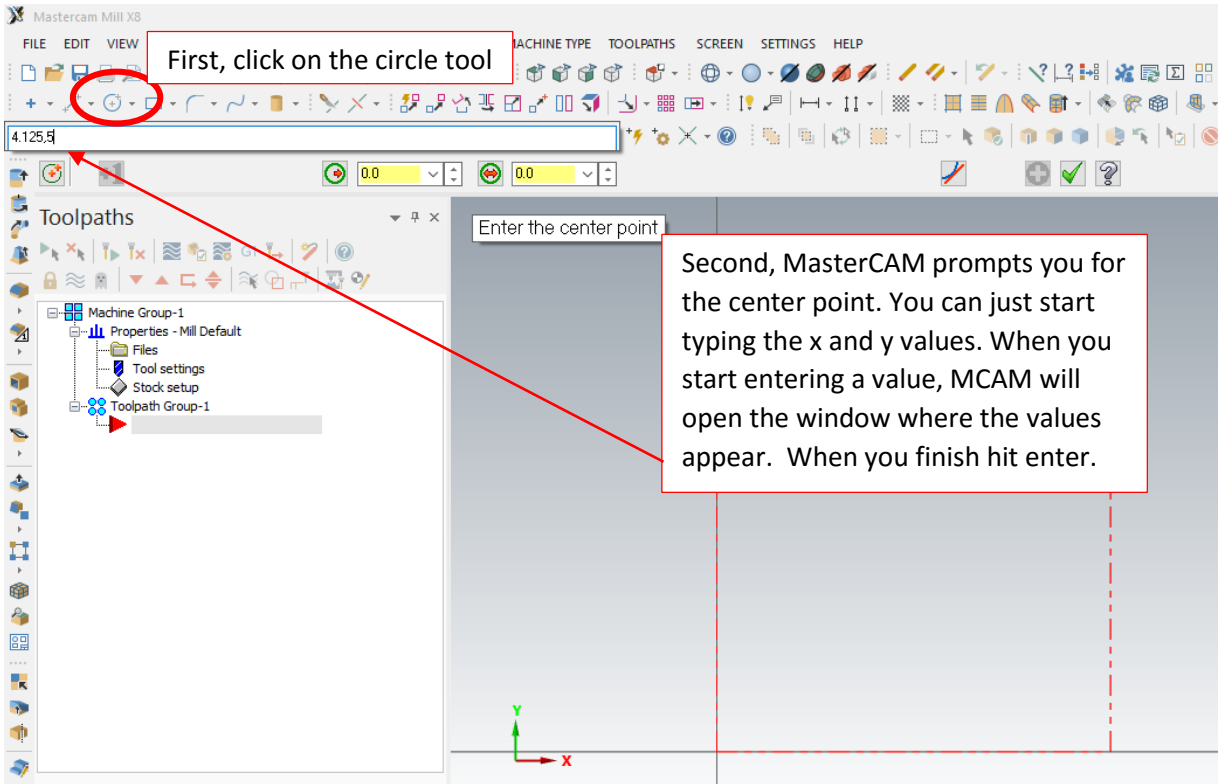 Mastercam Mill X8
FILE EDIT VIEW MACHINE TYPE TOOLPATHS SCREEN SETTINGS HELP
First, click on the circle tool
4.125,5
0.0 0.0
Toolpaths
Enter the center point
Second, MasterCAM prompts you for
the center point. You can just start
typing the x and y values. When you
start entering a value, MCAM will
open the window where the values
appear. When you finish hit enter.
Machine Group-1
Properties - Mill Default
Files
Tool settings
Stock setup
Toolpath Group-1
Y
X